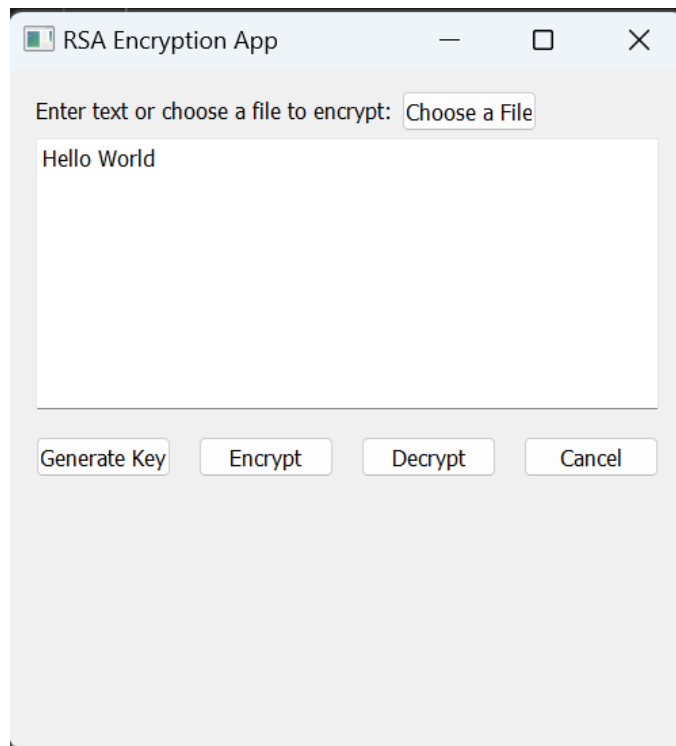 RSA Encryption App
Enter text or choose a file to encrypt: Choose a File
Hello World
Generate Key Encrypt Decrypt Cancel